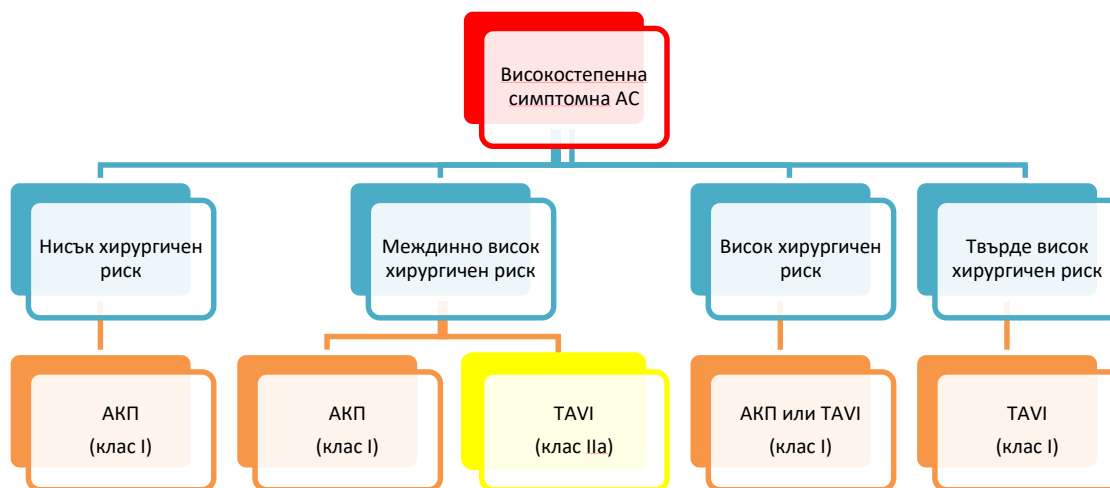 Високостепенна
симптомна АС
Нисък хирургичен
риск
Междинно висок
хирургичен риск
Висок хирургичен
риск
Твърде висок
хирургичен риск
АКП
(клас I)
АКП
(клас I)
TAVI
(клас IIa)
АКП или TAVI
(клас I)
TAVI
(клас I)